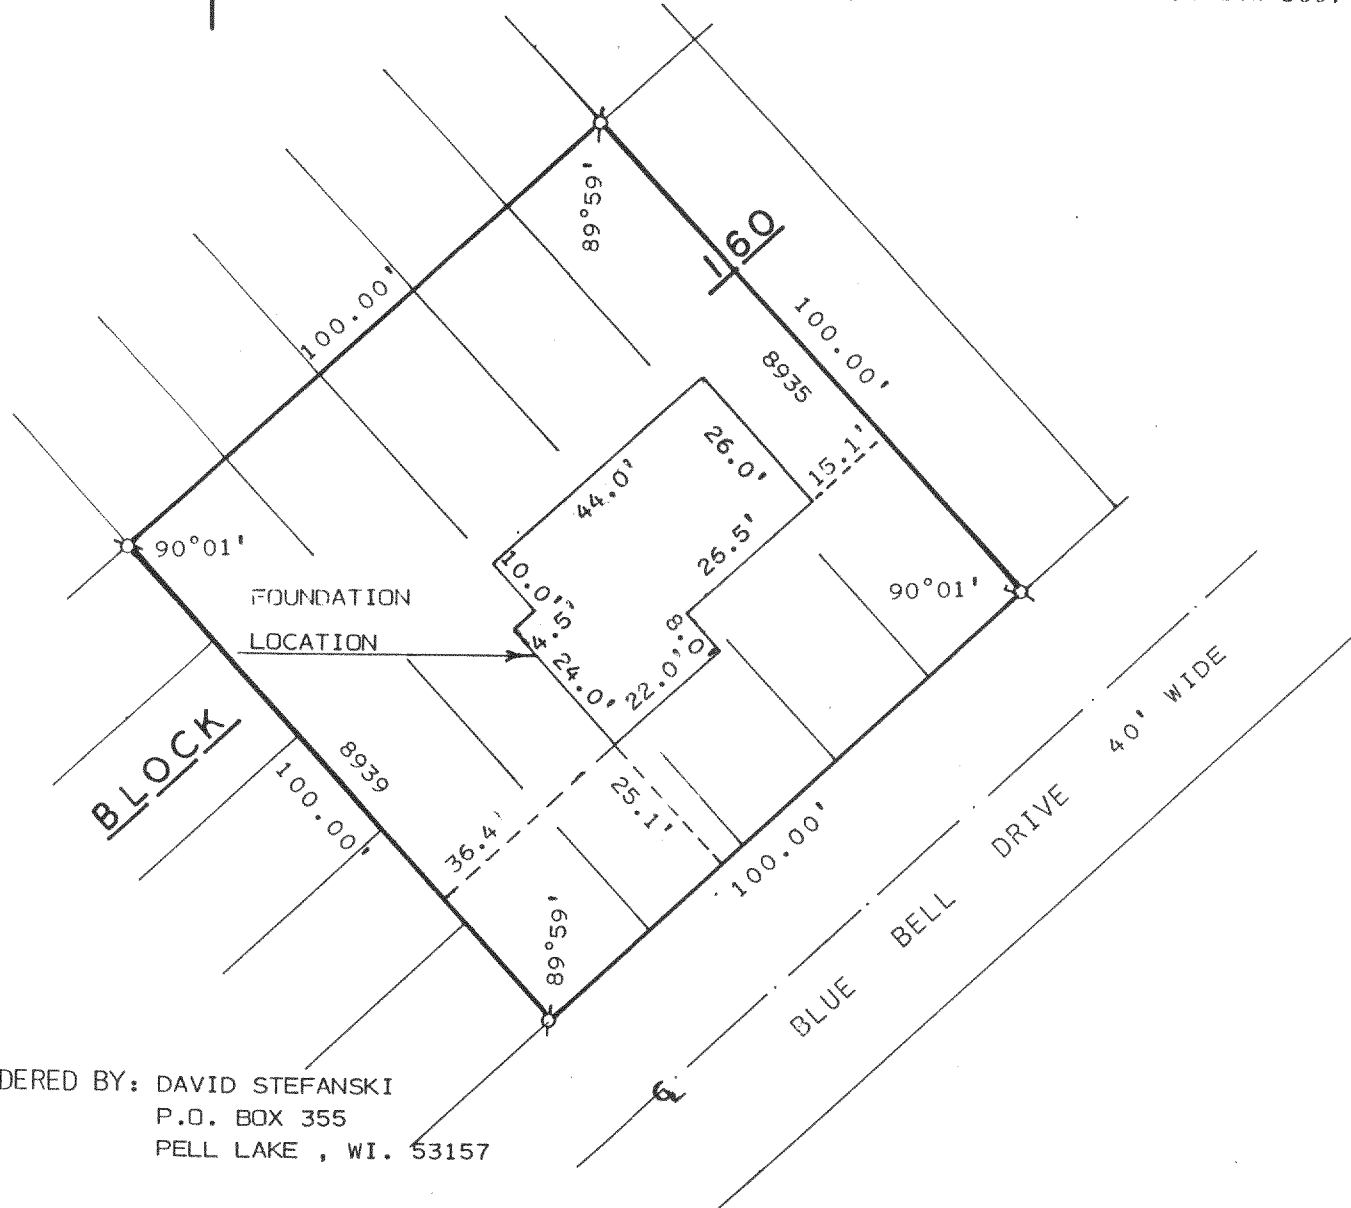 89°59'
160
100.00'
100.00'
8935
26.0'
15.1'
44.0'
26.5'
90°01'
10.0'
4.5'
FOUNDATION
LOCATION
8.0'
24.0'
22.0'
90°01'
BLOCK
8939
100.00'
25.1'
36.4'
100.00'
89°59'
40' WIDE
DRIVE
BELL
BLUE
DERED BY: DAVID STEFANSKI
P.O. BOX 355
PELL LAKE , WI. 53157